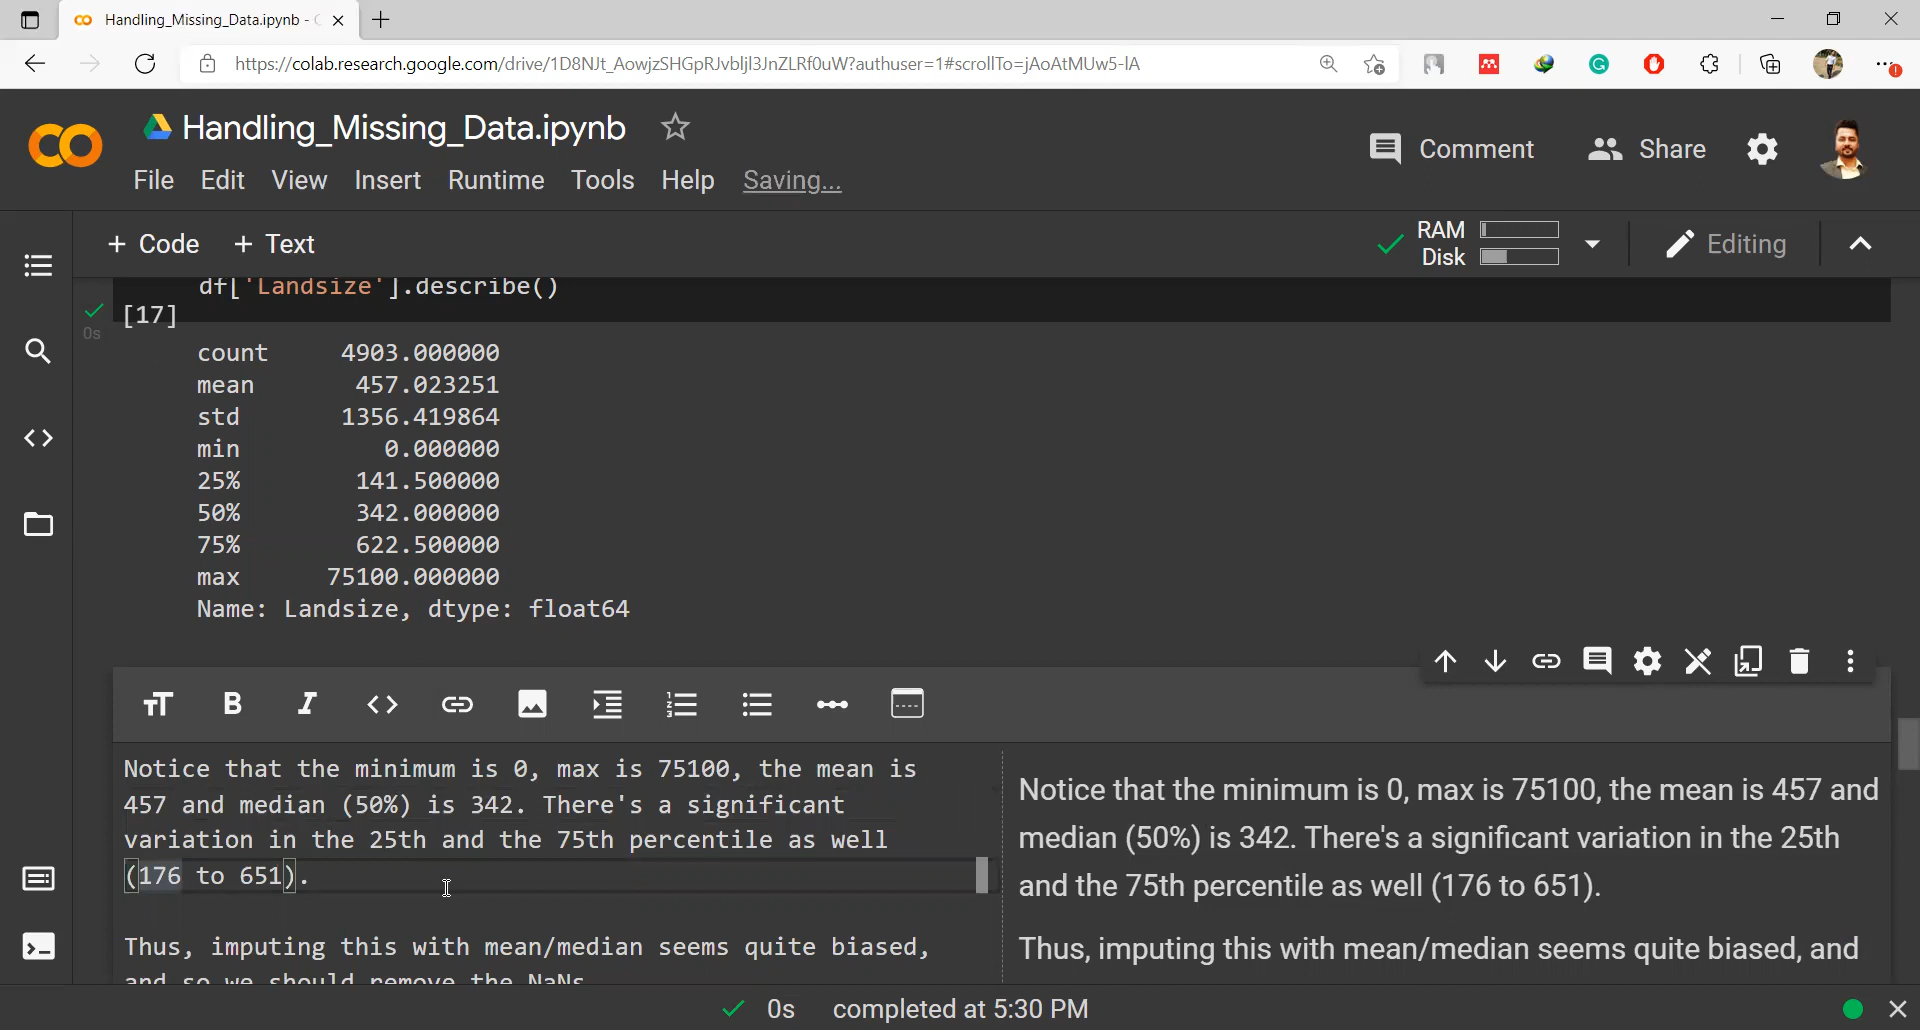 Handling_Missing_Data.ipynb - C
https://colab.research.google.com/drive/1D8NJt_AowjzSHGpRJvbljl3JnZLRf0uW?authuser=1#scrollTo=jAoAtMUw5-lA
Handling_Missing_Data.ipynb
Comment
Share
File Edit View Insert Runtime Tools Help Saving...
+ Code + Text
RAM
Disk
Editing
df['Landsize'].describe()
[17]
0s
count 4903.000000
mean 457.023251
std 1356.419864
min 0.000000
25% 141.500000
50% 342.000000
75% 622.500000
max 75100.000000
Name: Landsize, dtype: float64
Notice that the minimum is 0, max is 75100, the mean is
457 and median (50%) is 342. There's a significant
variation in the 25th and the 75th percentile as well
(176 to 651).
Thus, imputing this with mean/median seems quite biased,
and so we should remove the NaNs
Notice that the minimum is 0, max is 75100, the mean is 457 and
median (50%) is 342. There's a significant variation in the 25th
and the 75th percentile as well (176 to 651).
Thus, imputing this with mean/median seems quite biased, and
0s completed at 5:30 PM